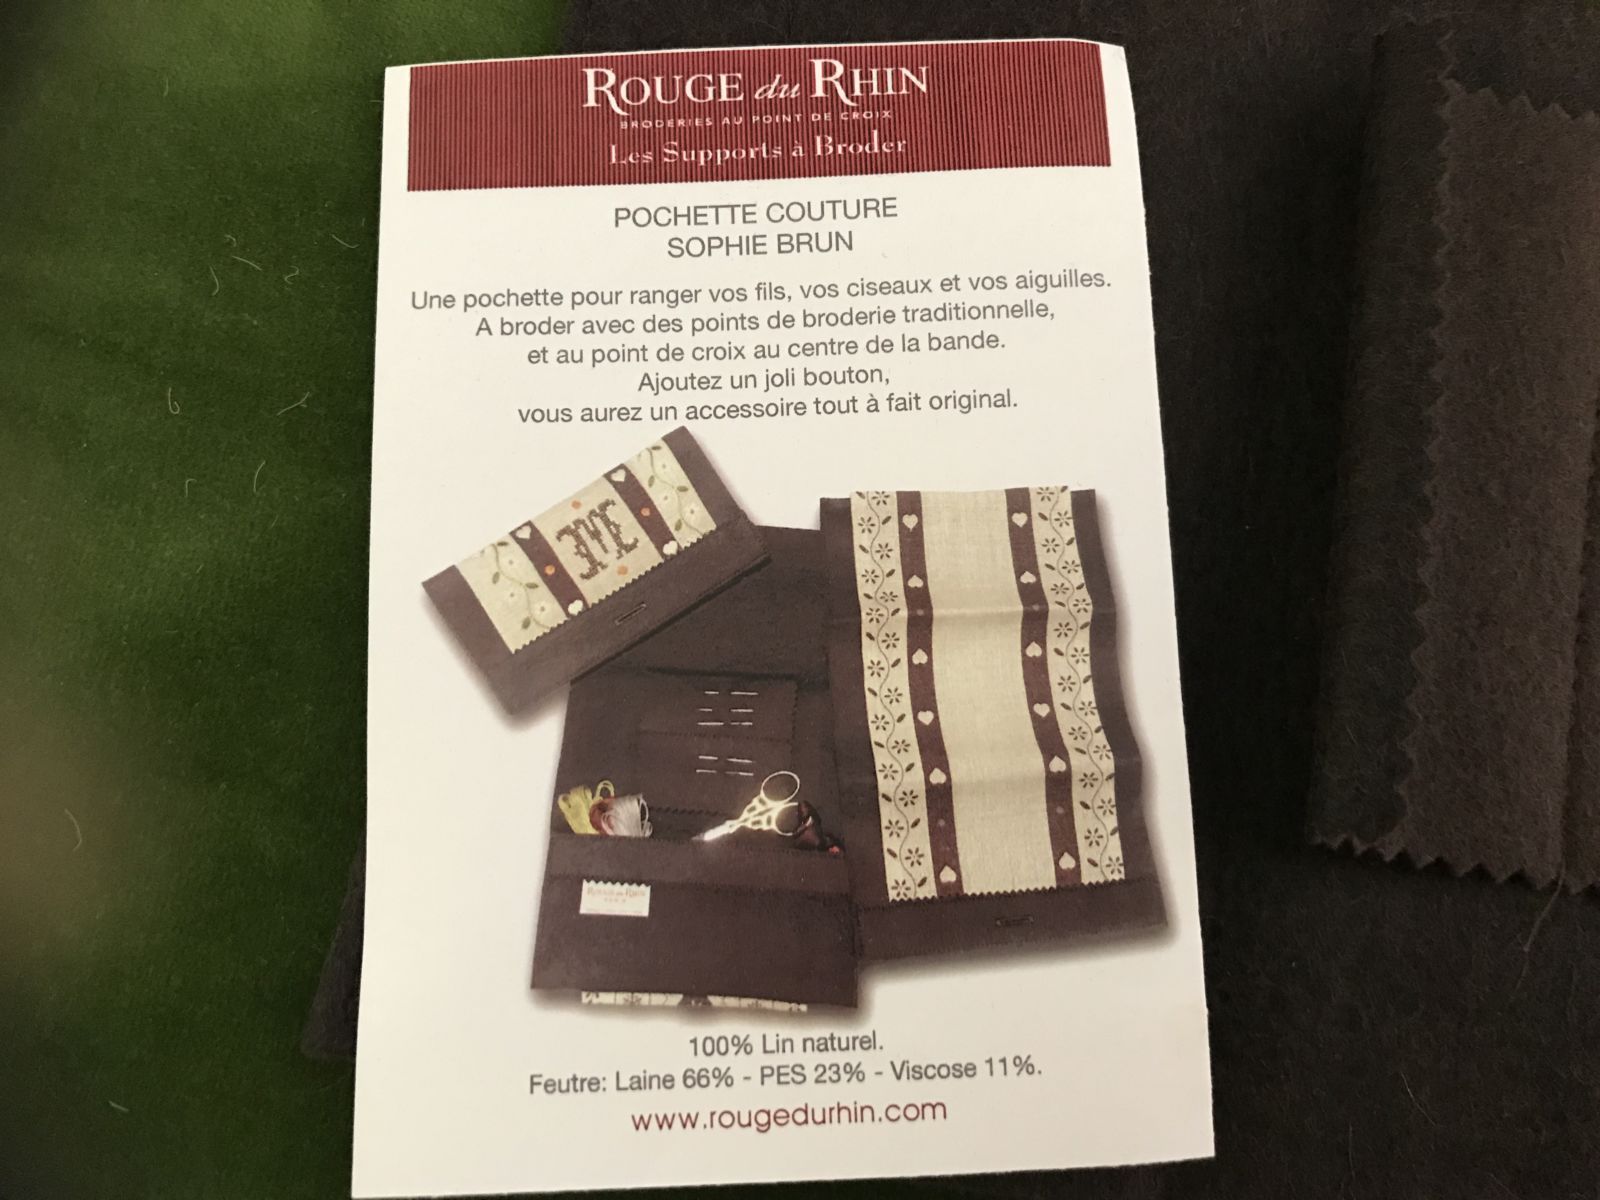 ROUGE du RHIN
BRODERIES AU POINT DE CROIX
Les Supports à Broder
POCHETTE COUTURE
SOPHIE BRUN
Une pochette pour ranger vos fils, vos ciseaux et vos aiguilles.
A broder avec des points de broderie traditionnelle,
et au point de croix au centre de la bande.
Ajoutez un joli bouton,
vous aurez un accessoire tout à fait original.
ROUGE du RHIN
100% Lin naturel.
Feutre: Laine 66% - PES 23% - Viscose 11%.
www.rougedurhin.com